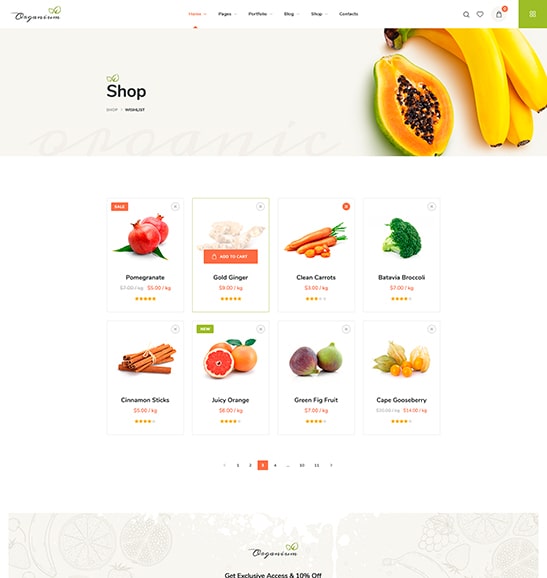 Organium
Home Pages Portfolio Blog Shop Contacts
0
organic
Shop
SHOP WISHLIST
SALE
ADD TO CART
Pomegranate Gold Ginger Clean Carrots Batavia Broccoli
$7.00 / kg $5.00 / kg $9.00 / kg $3.00 / kg $7.00 / kg
NEW
Cinnamon Sticks Juicy Orange Green Fig Fruit Cape Gooseberry
$5.00 / kg $8.00 / kg $7.00 / kg $14.00 / kg
< 1 2 3 4 ... 10 11 >
Organium
Get Exclusive Access & 10% Off